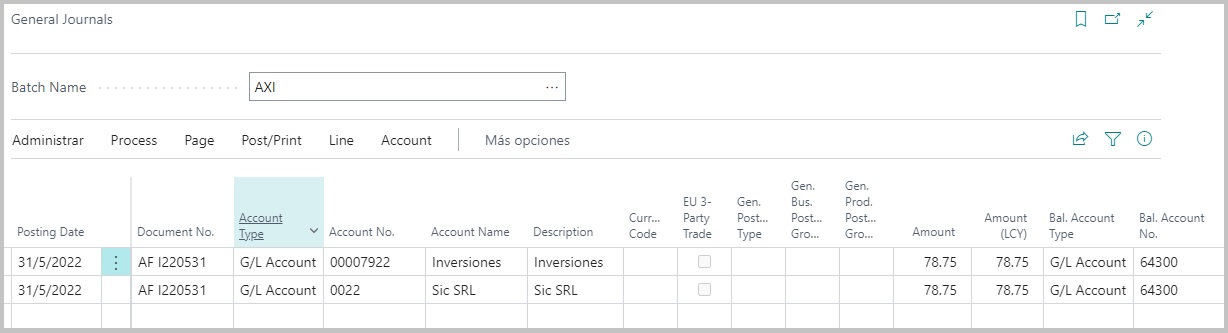 General Journals
Batch Name AXI ...
Administrar Process Page Post/Print Line Account Más opciones
Posting Date Document No. Account Type Account No. Account Name Description Curr... Code EU 3-Party Trade Gen. Post... Type Gen. Bus. Post... Gro... Gen. Prod. Post... Gro... Amount Amount (LCY) Bal. Account Type Bal. Account No.
31/5/2022 AF I220531 G/L Account 00007922 Inversiones Inversiones 78.75 78.75 G/L Account 64300
31/5/2022 AF I220531 G/L Account 0022 Sic SRL Sic SRL 78.75 78.75 G/L Account 64300